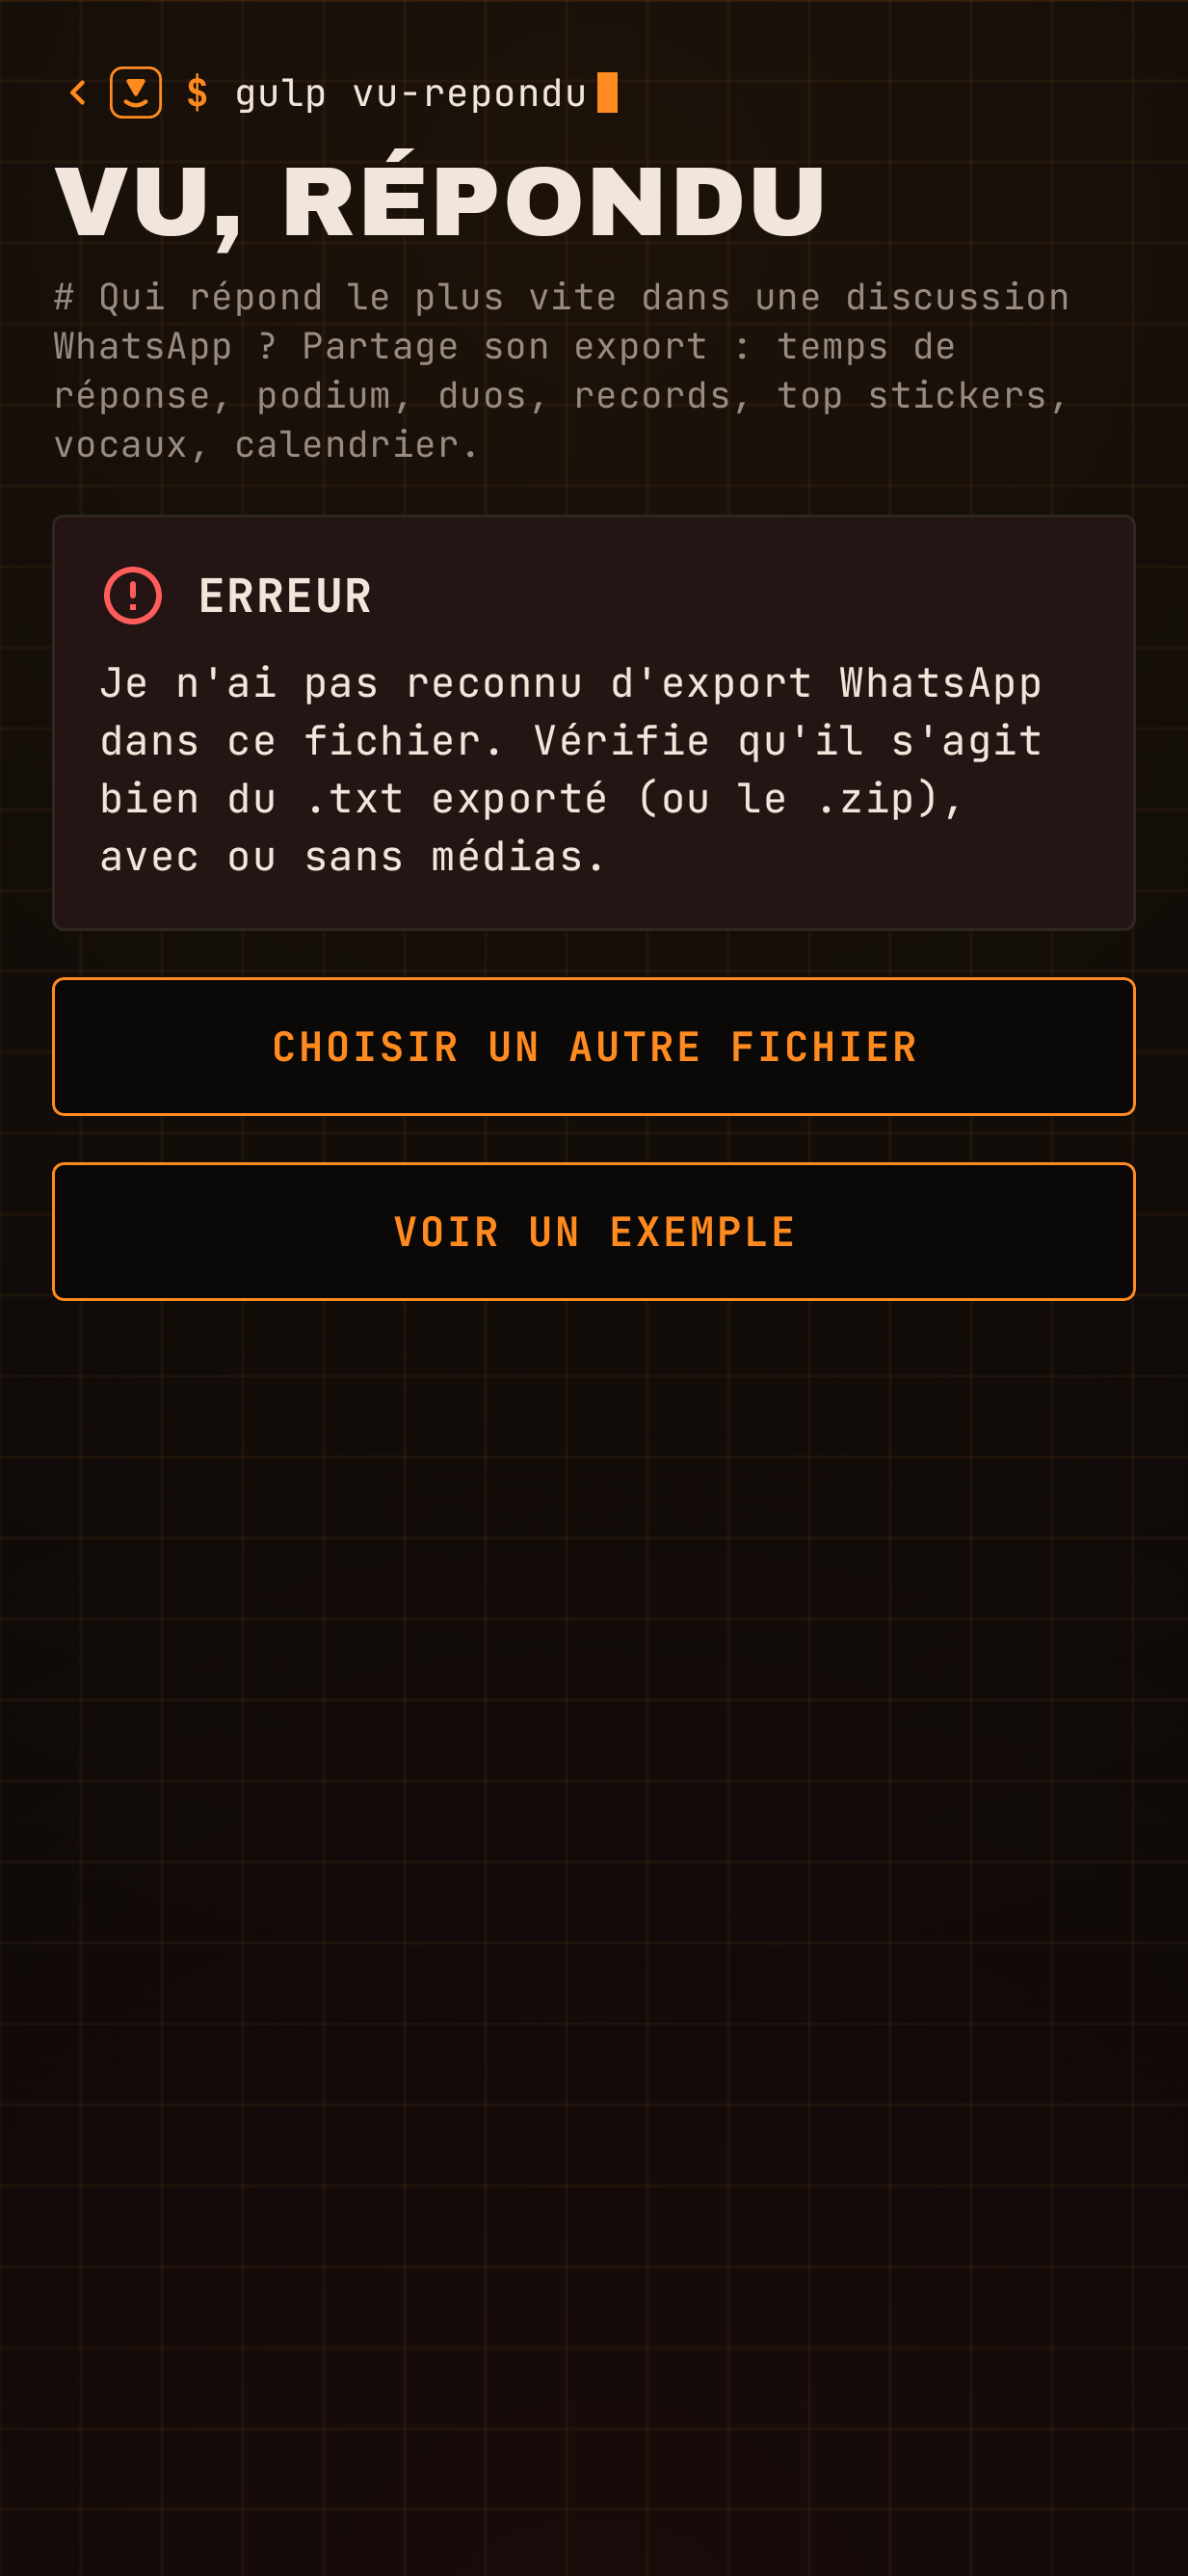 $ gulp vu-repondu
VU, RÉPONDU
# Qui répond le plus vite dans une discussion
WhatsApp ? Partage son export : temps de
réponse, podium, duos, records, top stickers,
vocaux, calendrier.
ERREUR
Je n'ai pas reconnu d'export WhatsApp
dans ce fichier. Vérifie qu'il s'agit
bien du .txt exporté (ou le .zip),
avec ou sans médias.
CHOISIR UN AUTRE FICHIER
VOIR UN EXEMPLE